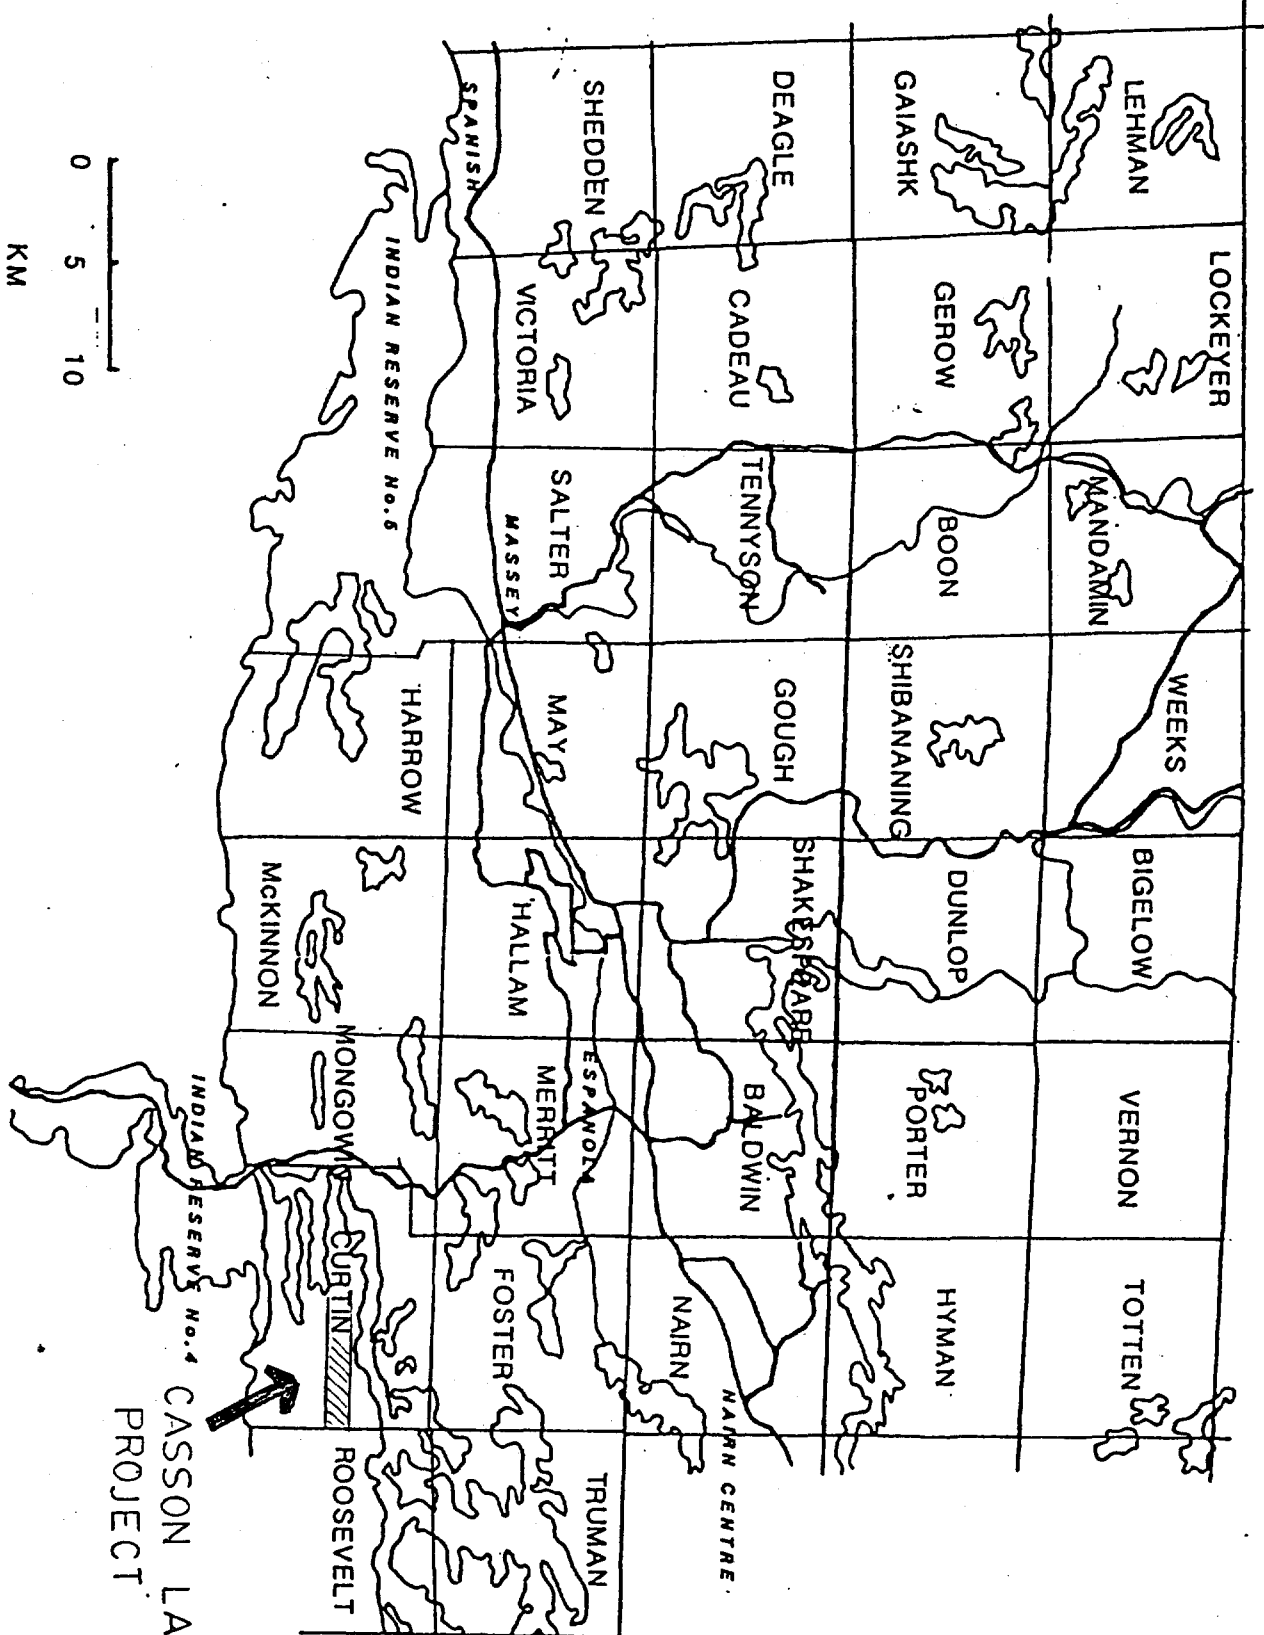 LEHMAN
LOCKEYER
MANDAMIN
WEEKS
BIGELOW
VERNON
TOTTEN
GAIASHK
GEROW
BOON
SHIBANANING
DUNLOP
PORTER
HYMAN
DEAGLE
CADEAU
TENNYSON
GOUGH
SHAKESPEARE
BALDWIN
NAIRN
NAIRN CENTRE
SHEDDEN
VICTORIA
SALTER
MASSEY
MAY
HALLAM
MERRITT
ESPANOLA
FOSTER
TRUMAN
SPANISH
INDIAN RESERVE No.5
HARROW
McKINNON
MONGOWIN
CURTIN
ROOSEVELT
INDIAN RESERVE No.4
CASSON LA
PROJECT
0 5 10
KM